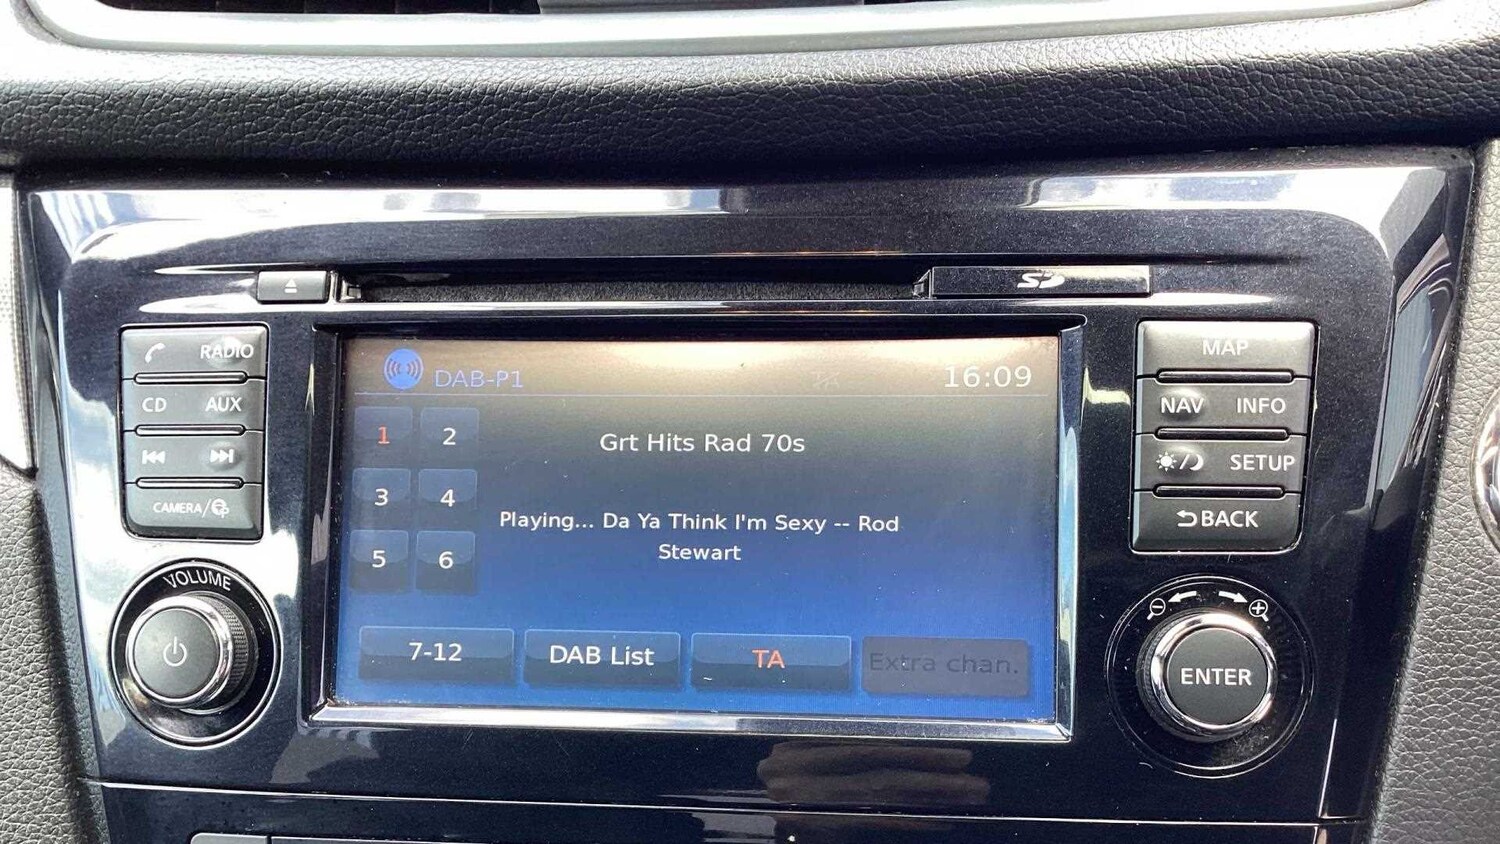 SD
RADIO
CD AUX
CAMERA/
VOLUME
DAB-P1
16:09
1 2
3 4
5 6
Grt Hits Rad 70s
Playing... Da Ya Think I'm Sexy -- Rod
Stewart
7-12
DAB List
TA
Extra chan.
MAP
NAV INFO
SETUP
BACK
ENTER